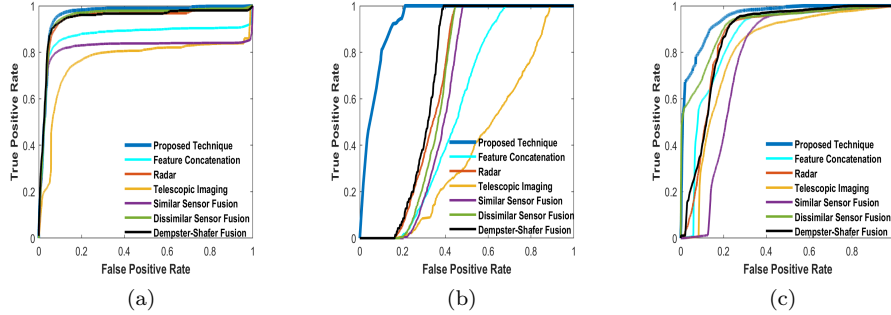 True Positive Rate
1
0.8
0.6
0.4
0.2
0
0
0.2
0.4
0.6
0.8
1
False Positive Rate
Proposed Technique
Feature Concatenation
Radar
Telescopic Imaging
Similar Sensor Fusion
Dissimilar Sensor Fusion
Dempster-Shafer Fusion
(a)
True Positive Rate
1
0.8
0.6
0.4
0.2
0
0
0.2
0.4
0.6
0.8
1
False Positive Rate
Proposed Technique
Feature Concatenation
Radar
Telescopic Imaging
Similar Sensor Fusion
Dissimilar Sensor Fusion
Dempster-Shafer Fusion
(b)
True Positive Rate
1
0.8
0.6
0.4
0.2
0
0
0.2
0.4
0.6
0.8
False Positive Rate
Proposed Technique
Feature Concatenation
Radar
Telescopic Imaging
Similar Sensor Fusion
Dissimilar Sensor Fusion
Dempster-Shafer Fusion
(c)